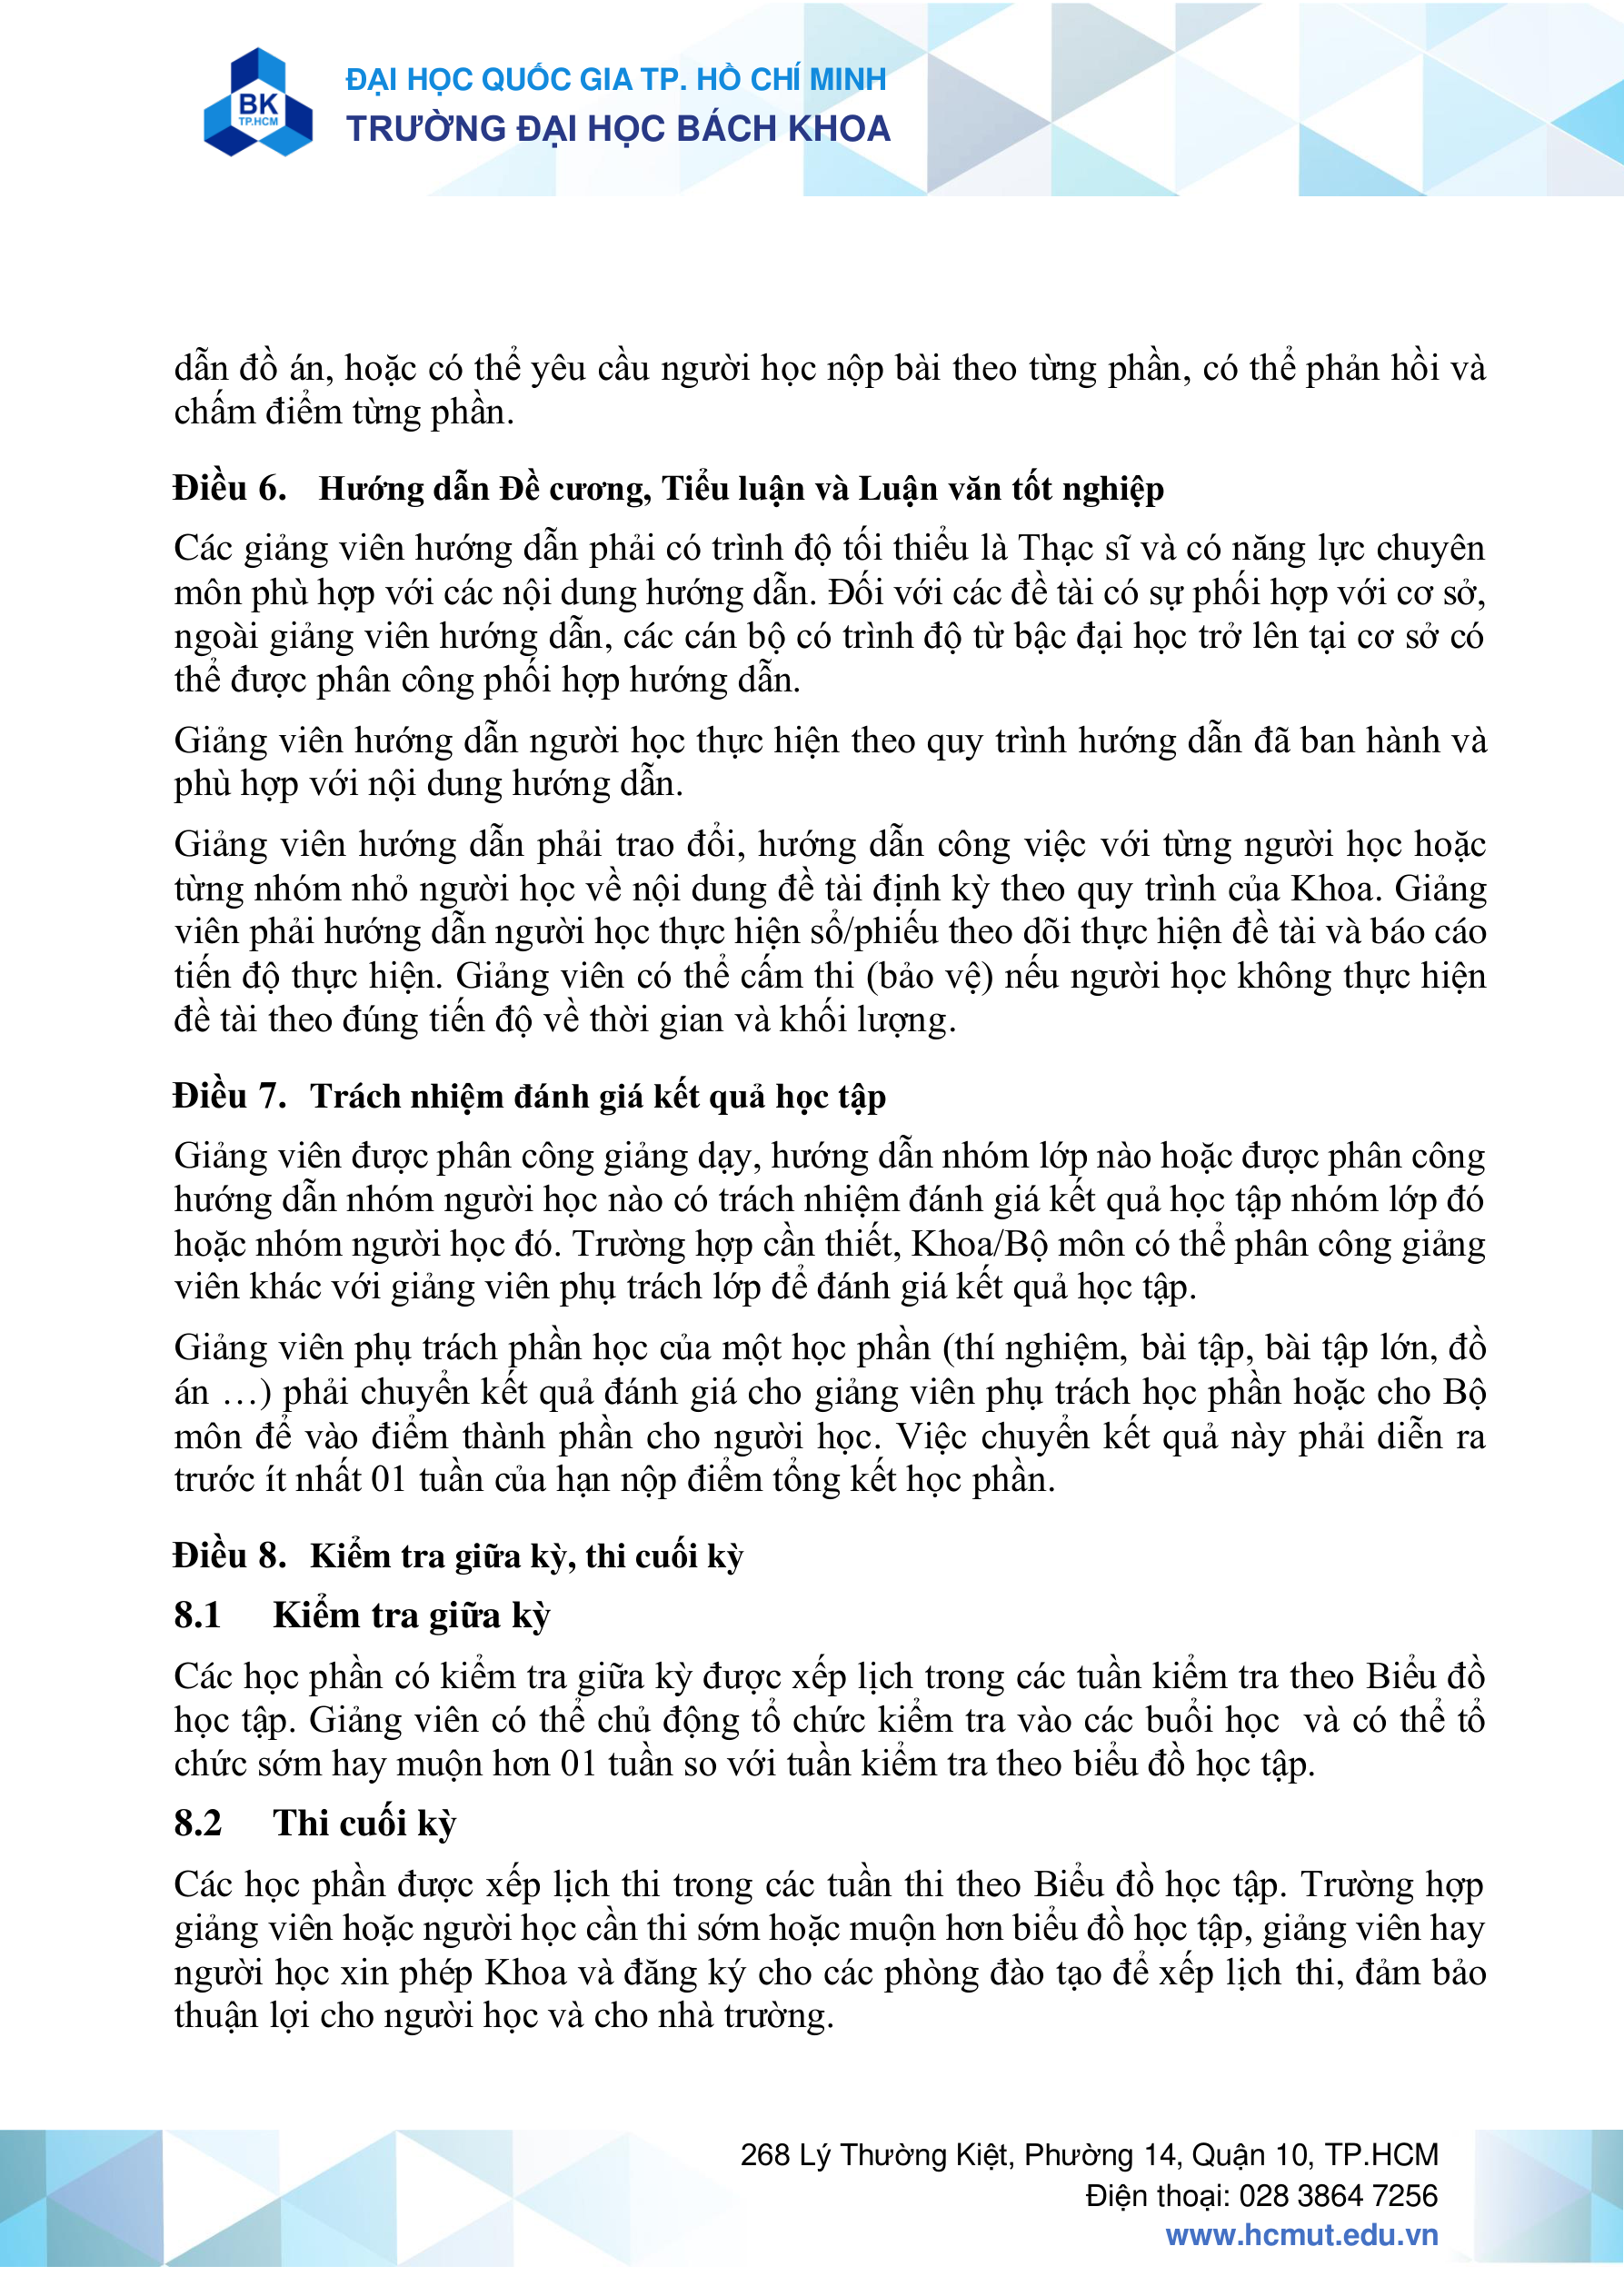 BK
TP.HCM
ĐẠI HỌC QUỐC GIA TP. HỒ CHÍ MINH
TRƯỜNG ĐẠI HỌC BÁCH KHOA
dẫn đồ án, hoặc có thể yêu cầu người học nộp bài theo từng phần, có thể phản hồi và
chấm điểm từng phần.
Điều 6. Hướng dẫn Đề cương, Tiểu luận và Luận văn tốt nghiệp
Các giảng viên hướng dẫn phải có trình độ tối thiểu là Thạc sĩ và có năng lực chuyên
môn phù hợp với các nội dung hướng dẫn. Đối với các đề tài có sự phối hợp với cơ sở,
ngoài giảng viên hướng dẫn, các cán bộ có trình độ từ bậc đại học trở lên tại cơ sở có
thể được phân công phối hợp hướng dẫn.
Giảng viên hướng dẫn người học thực hiện theo quy trình hướng dẫn đã ban hành và
phù hợp với nội dung hướng dẫn.
Giảng viên hướng dẫn phải trao đổi, hướng dẫn công việc với từng người học hoặc
từng nhóm nhỏ người học về nội dung đề tài định kỳ theo quy trình của Khoa. Giảng
viên phải hướng dẫn người học thực hiện sổ/phiếu theo dõi thực hiện đề tài và báo cáo
tiến độ thực hiện. Giảng viên có thể cấm thi (bảo vệ) nếu người học không thực hiện
đề tài theo đúng tiến độ về thời gian và khối lượng.
Điều 7. Trách nhiệm đánh giá kết quả học tập
Giảng viên được phân công giảng dạy, hướng dẫn nhóm lớp nào hoặc được phân công
hướng dẫn nhóm người học nào có trách nhiệm đánh giá kết quả học tập nhóm lớp đó
hoặc nhóm người học đó. Trường hợp cần thiết, Khoa/Bộ môn có thể phân công giảng
viên khác với giảng viên phụ trách lớp để đánh giá kết quả học tập.
Giảng viên phụ trách phần học của một học phần (thí nghiệm, bài tập, bài tập lớn, đồ
án …) phải chuyển kết quả đánh giá cho giảng viên phụ trách học phần hoặc cho Bộ
môn để vào điểm thành phần cho người học. Việc chuyển kết quả này phải diễn ra
trước ít nhất 01 tuần của hạn nộp điểm tổng kết học phần.
Điều 8. Kiểm tra giữa kỳ, thi cuối kỳ
8.1 Kiểm tra giữa kỳ
Các học phần có kiểm tra giữa kỳ được xếp lịch trong các tuần kiểm tra theo Biểu đồ
học tập. Giảng viên có thể chủ động tổ chức kiểm tra vào các buổi học và có thể tổ
chức sớm hay muộn hơn 01 tuần so với tuần kiểm tra theo biểu đồ học tập.
8.2 Thi cuối kỳ
Các học phần được xếp lịch thi trong các tuần thi theo Biểu đồ học tập. Trường hợp
giảng viên hoặc người học cần thi sớm hoặc muộn hơn biểu đồ học tập, giảng viên hay
người học xin phép Khoa và đăng ký cho các phòng đào tạo để xếp lịch thi, đảm bảo
thuận lợi cho người học và cho nhà trường.
268 Lý Thường Kiệt, Phường 14, Quận 10, TP.HCM
Điện thoại: 028 3864 7256
www.hcmut.edu.vn